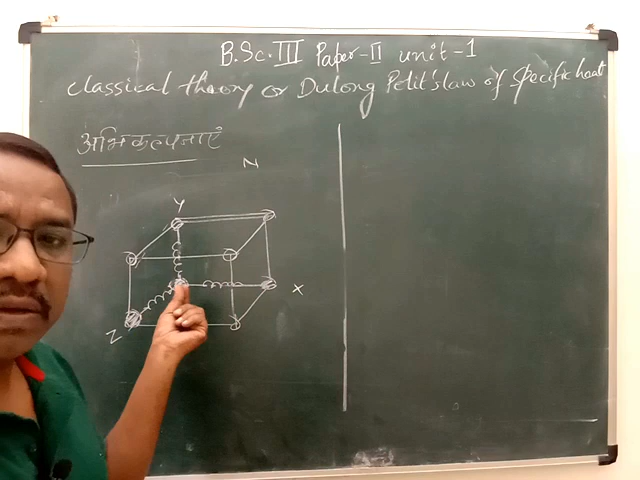 B.Sc. III Paper-II unit-1
Classical theory or Dulong Petit's law of Specific heat
अभिकल्पनाएं
N
Y
X
Z